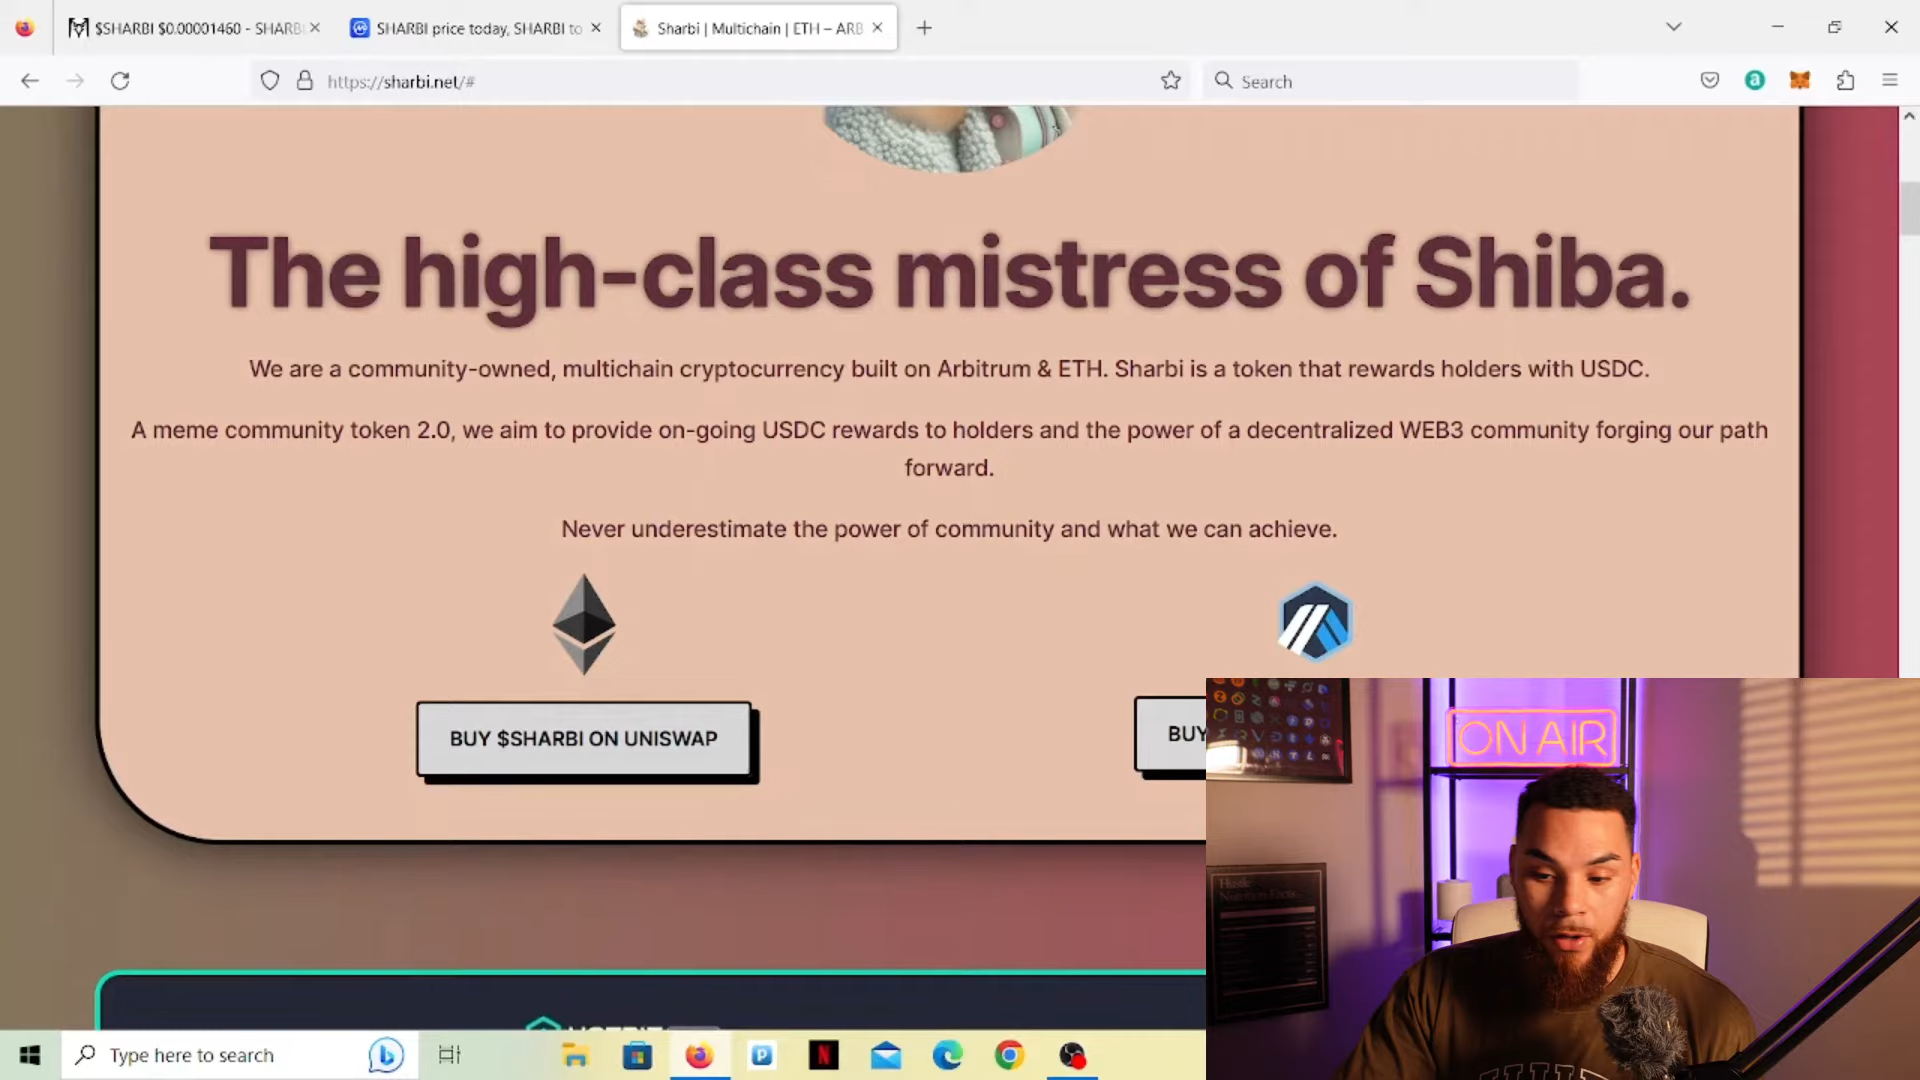 $SHARBI $0.00001460 - SHARB
SHARBI price today, SHARBI to
Sharbi | Multichain | ETH – ARB
https://sharbi.net/#
Search
The high-class mistress of Shiba.
We are a community-owned, multichain cryptocurrency built on Arbitrum & ETH. Sharbi is a token that rewards holders with USDC.
A meme community token 2.0, we aim to provide on-going USDC rewards to holders and the power of a decentralized WEB3 community forging our path
forward.
Never underestimate the power of community and what we can achieve.
BUY $SHARBI ON UNISWAP
BUY
ON AIR
Hustle
Nutrition Facts
Type here to search